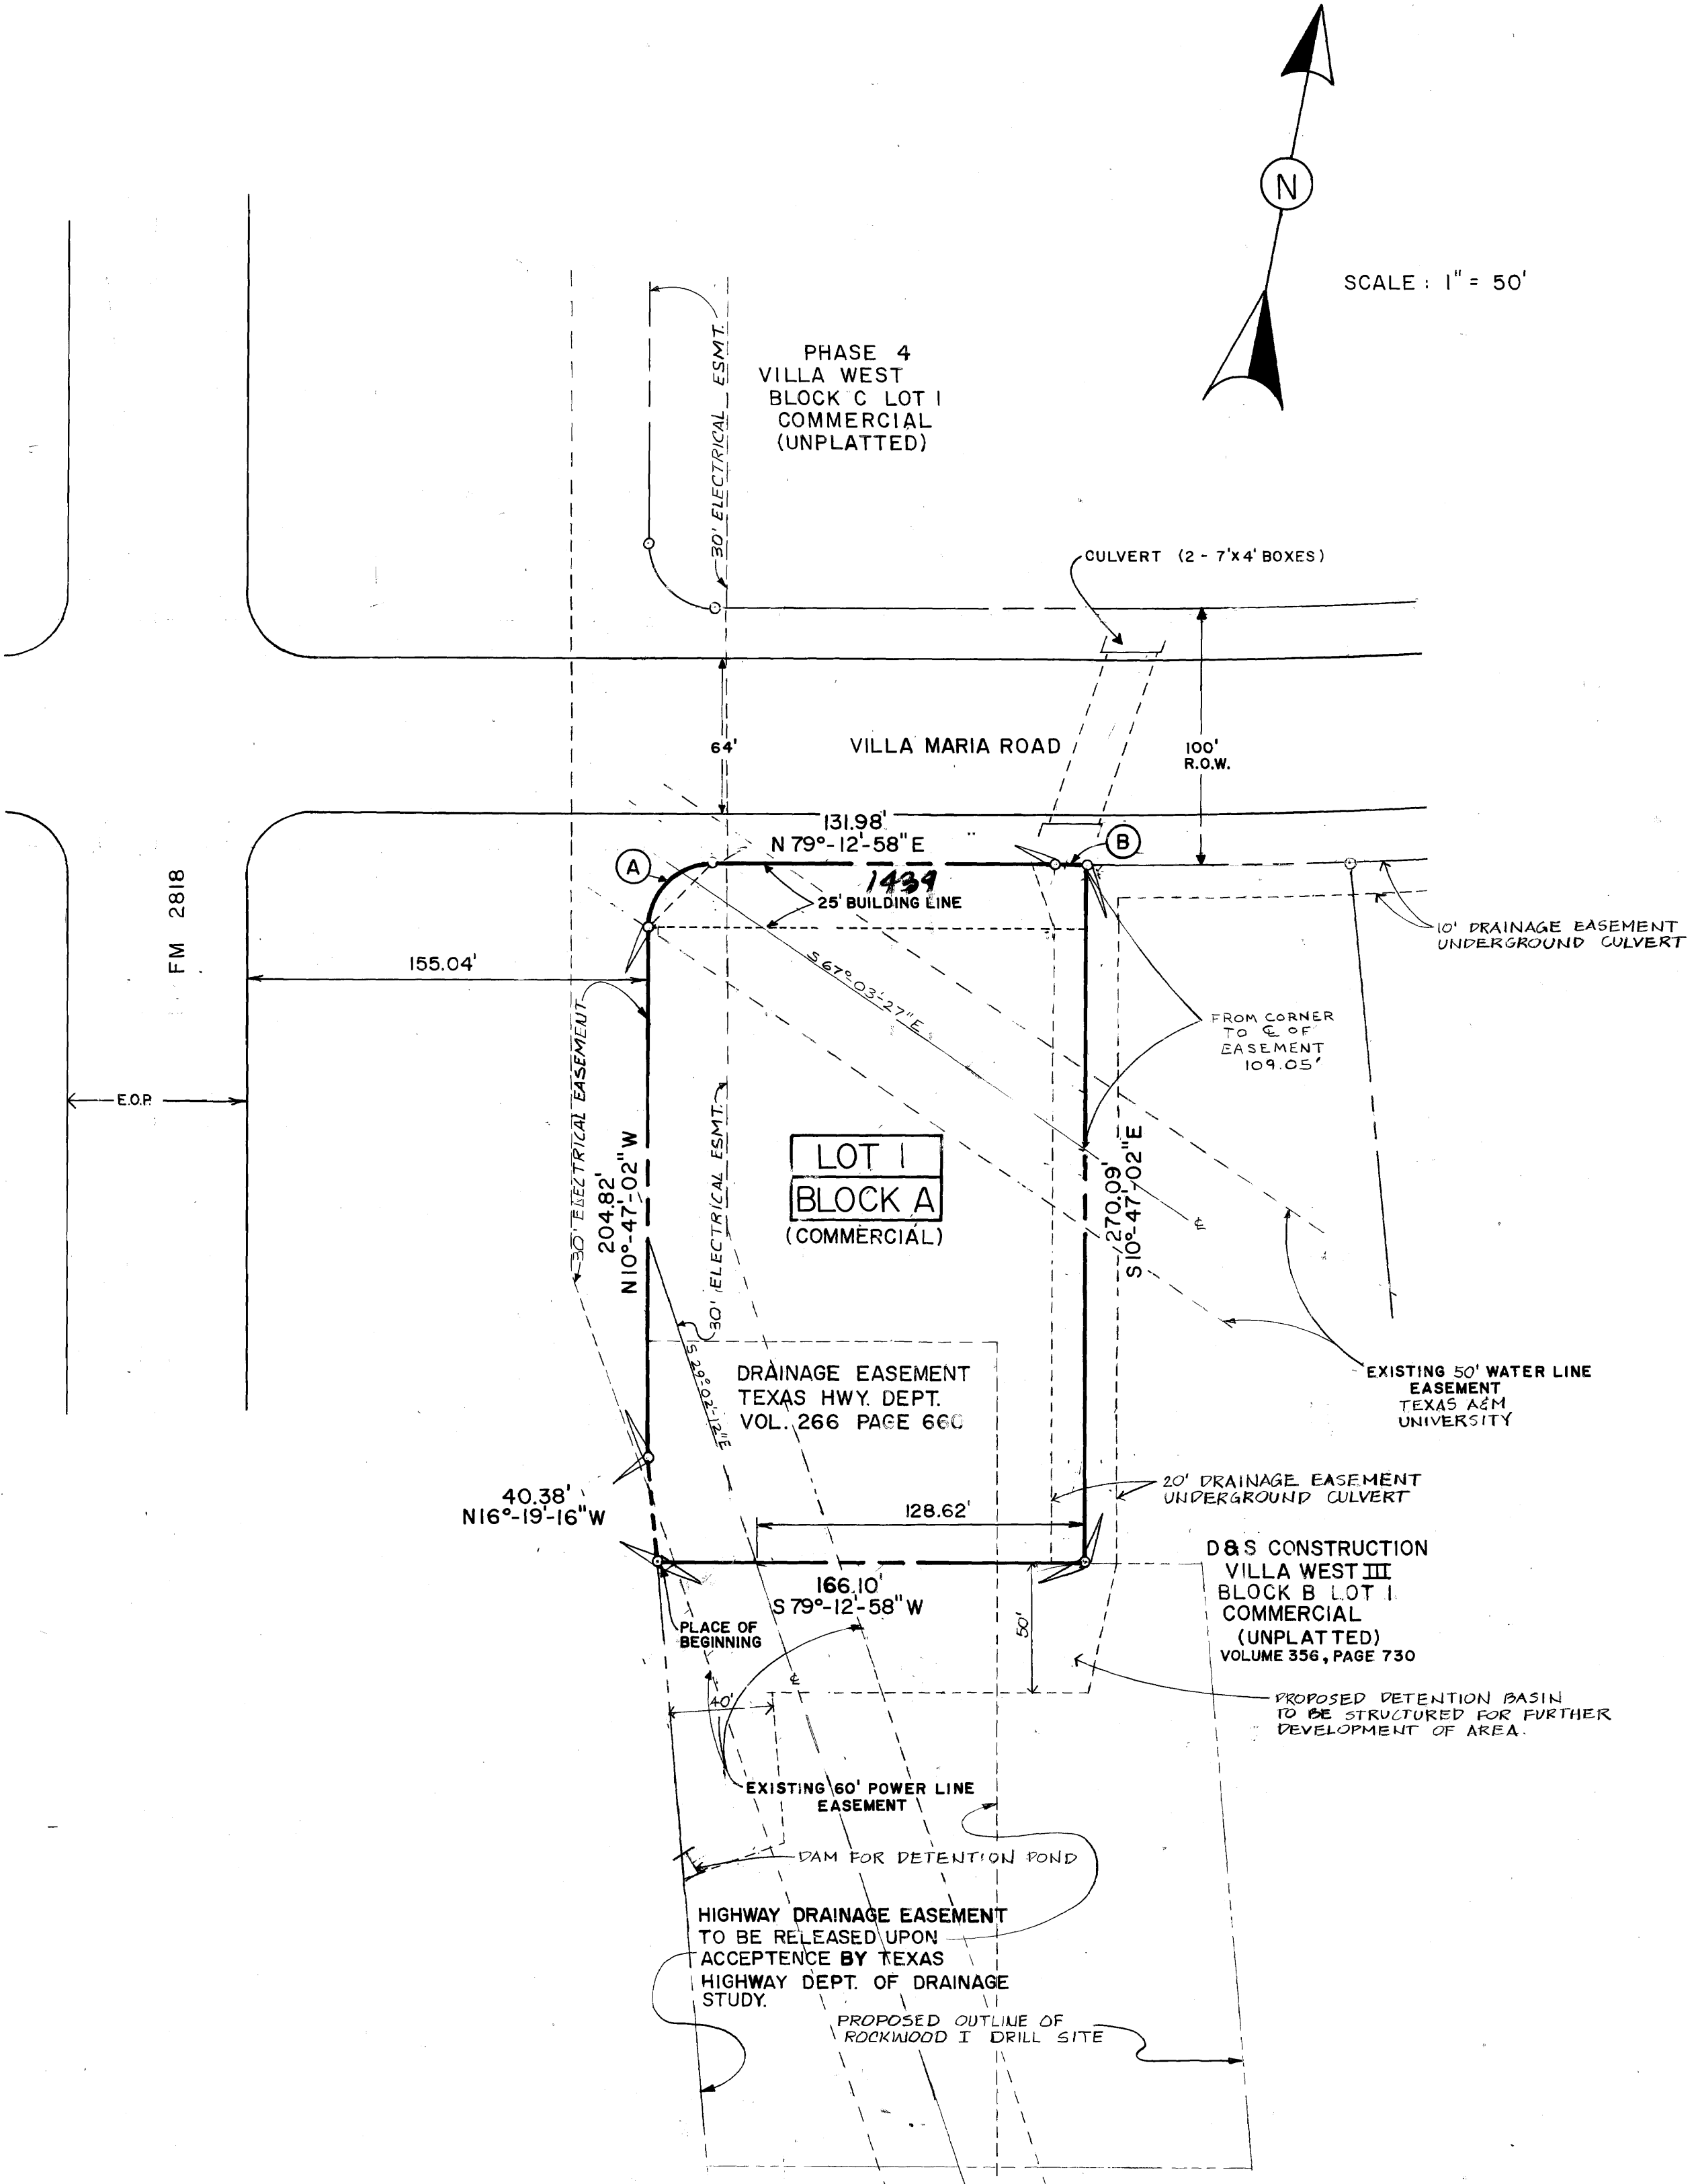 N
SCALE : 1" = 50'
PHASE 4
VILLA WEST
BLOCK C LOT 1
COMMERCIAL
(UNPLATTED)
30' ELECTRICAL ESMT.
CULVERT (2 - 7'X4' BOXES)
64'
VILLA MARIA ROAD
100'
R.O.W.
131.98'
N 79°-12'-58" E
A
B
1439
25' BUILDING LINE
FM 2818
155.04'
10' DRAINAGE EASEMENT
UNDERGROUND CULVERT
S 67°-03'-27" E
FROM CORNER
TO ℄ OF
EASEMENT
109.05'
E.O.P.
30' ELECTRICAL EASEMENT
204.82'
N10°-47'-02" W
30' ELECTRICAL ESMT.
LOT 1
BLOCK A
(COMMERCIAL)
270.09'
S 10°-47'-02" E
℄
S 29°-02'-12" E
DRAINAGE EASEMENT
TEXAS HWY. DEPT.
VOL. 266 PAGE 660
EXISTING 50' WATER LINE
EASEMENT
TEXAS A&M
UNIVERSITY
40.38'
N16°-19'-16" W
20' DRAINAGE EASEMENT
UNDERGROUND CULVERT
128.62'
166.10'
S 79°-12'-58" W
D & S CONSTRUCTION
VILLA WEST III
BLOCK B LOT 1
COMMERCIAL
(UNPLATTED)
VOLUME 356, PAGE 730
PLACE OF
BEGINNING
50'
℄
40'
PROPOSED DETENTION BASIN
TO BE STRUCTURED FOR FURTHER
DEVELOPMENT OF AREA.
EXISTING 60' POWER LINE
EASEMENT
DAM FOR DETENTION POND
HIGHWAY DRAINAGE EASEMENT
TO BE RELEASED UPON
ACCEPTENCE BY TEXAS
HIGHWAY DEPT. OF DRAINAGE
STUDY.
PROPOSED OUTLINE OF
ROCKWOOD I DRILL SITE